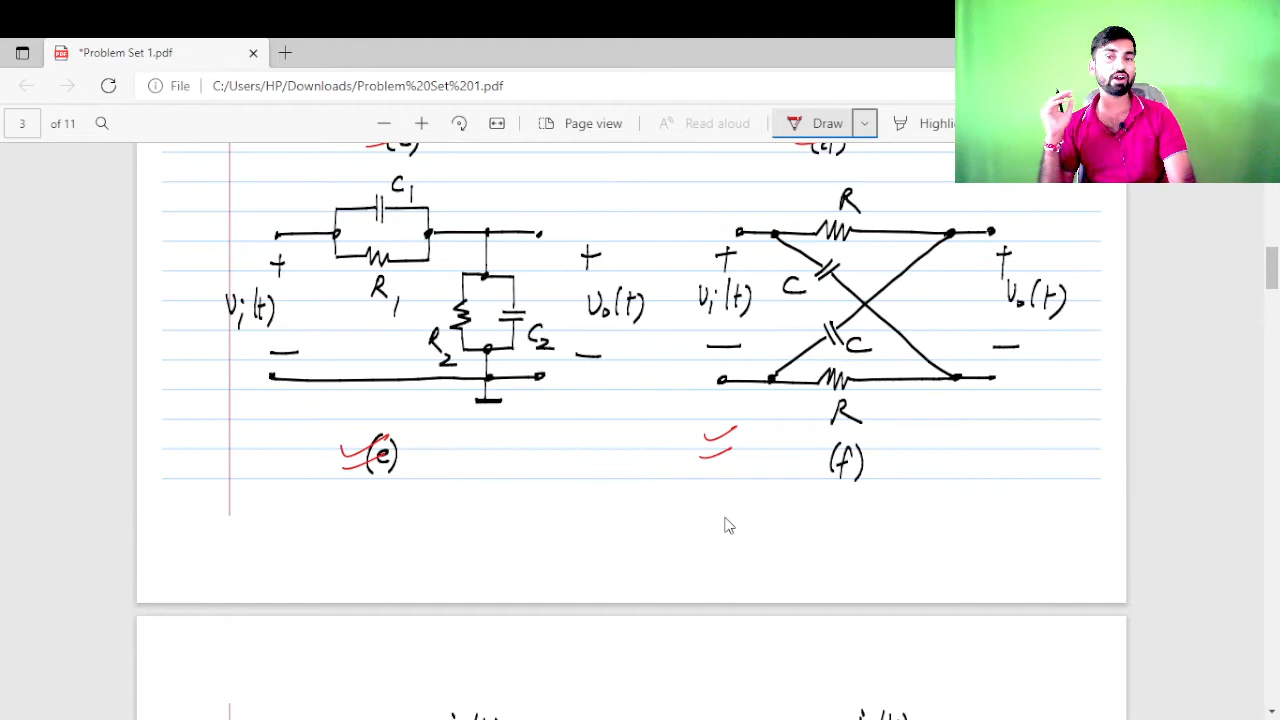 *Problem Set 1.pdf
File C:/Users/HP/Downloads/Problem%20Set%201.pdf
3 of 11 Page view Read aloud Draw
C1 R
+ + + +
R1 C
Vi(t) R2 C2 Vo(t) Vi(t) Vo(t)
C
R
(e) (f)